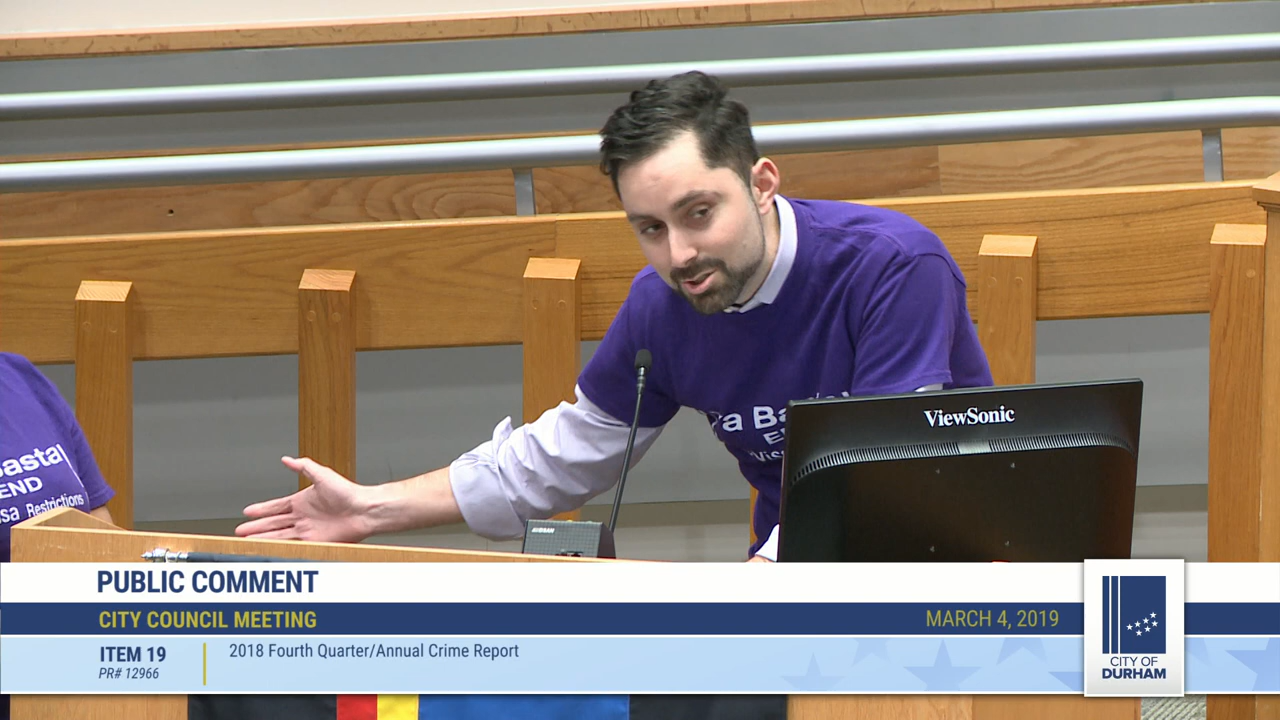 ViewSonic
Basta!
END
Restrictions
PUBLIC COMMENT
CITY COUNCIL MEETING
MARCH 4, 2019
ITEM 19
PR# 12966
2018 Fourth Quarter/Annual Crime Report
CITY OF
DURHAM